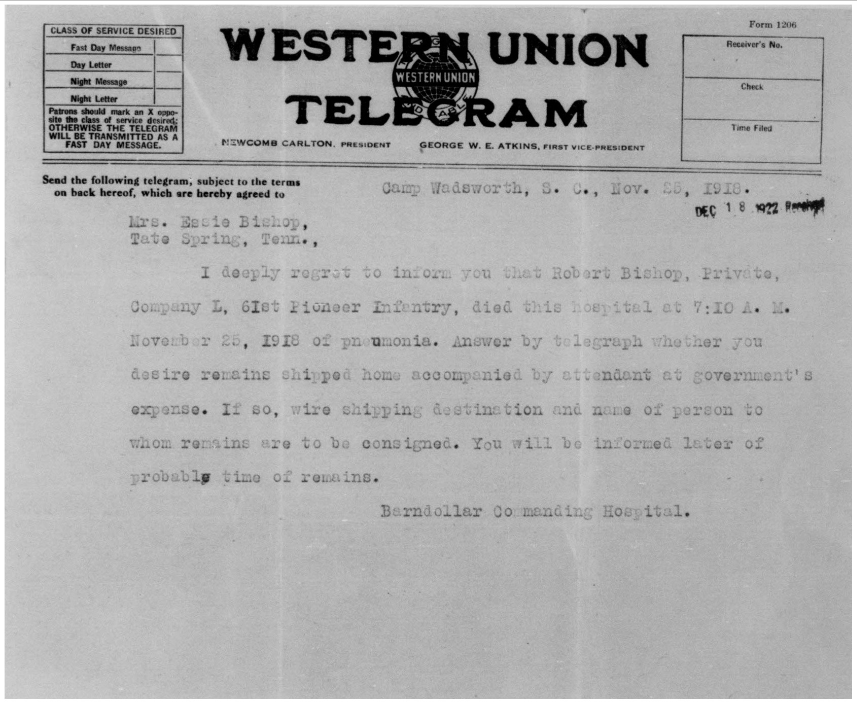 Form 1206
CLASS OF SERVICE DESIRED
Fast Day Message
Day Letter
Night Message
Night Letter
Patrons should mark an X oppo-
site the class of service desired;
OTHERWISE THE TELEGRAM
WILL BE TRANSMITTED AS A
FAST DAY MESSAGE.
WESTERN UNION
WESTERN UNION
TELEGRAM
NEWCOMB CARLTON, PRESIDENT GEORGE W. E. ATKINS, FIRST VICE-PRESIDENT
Receiver's No.
Check
Time Filed
Send the following telegram, subject to the terms
on back hereof, which are hereby agreed to
Camp Wadsworth, S. C., Nov. 25, 1918.
DEC 18 1922
Mrs. Essie Bishop,
Tate Spring, Tenn.,
I deeply regret to inform you that Robert Bishop, Private,
Company L, 61st Pioneer Infantry, died this hospital at 7:10 A. M.
November 25, 1918 of pneumonia. Answer by telegraph whether you
desire remains shipped home accompanied by attendant at government's
expense. If so, wire shipping destination and name of person to
whom remains are to be consigned. You will be informed later of
probable time of remains.
Barndollar Commanding Hospital.